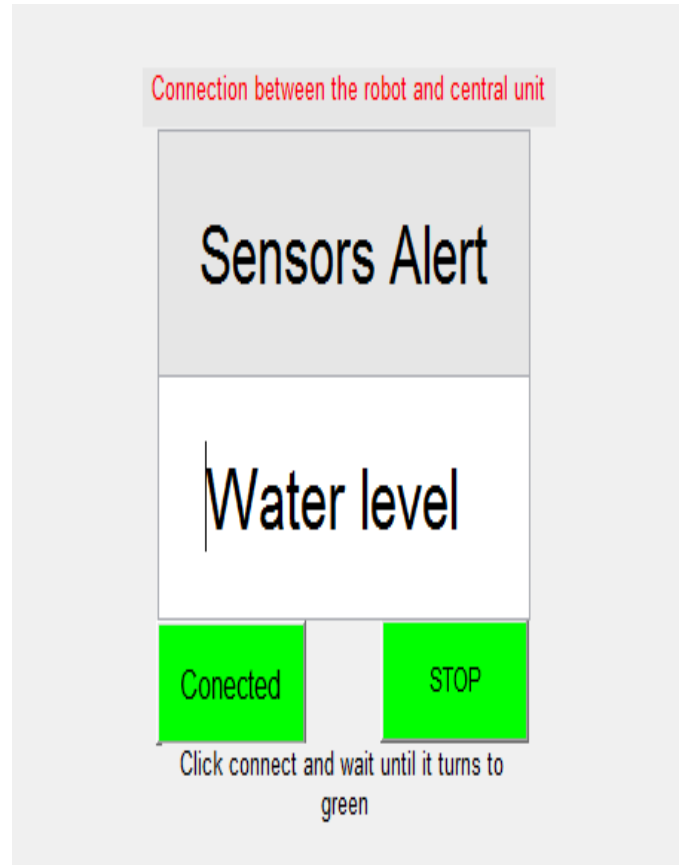 Connection between the robot and central unit
Sensors Alert
Water level
Conected
STOP
Click connect and wait until it turns to
green